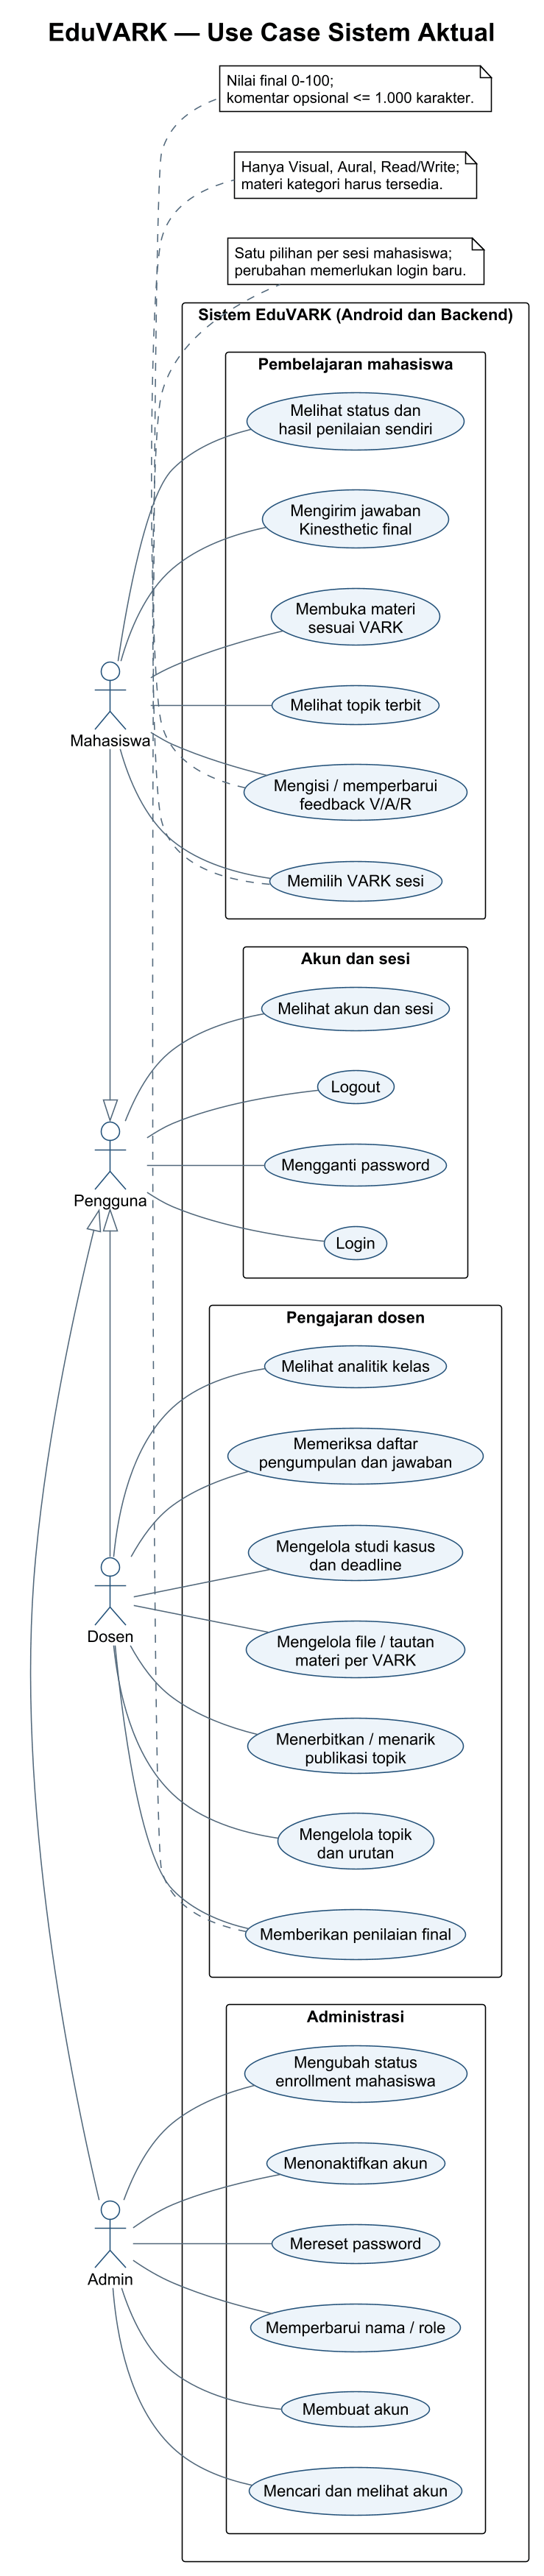 EduVARK — Use Case Sistem Aktual
Nilai final 0-100;
komentar opsional <= 1.000 karakter.
Hanya Visual, Aural, Read/Write;
materi kategori harus tersedia.
Satu pilihan per sesi mahasiswa;
perubahan memerlukan login baru.
Sistem EduVARK (Android dan Backend)
Pembelajaran mahasiswa
Melihat status dan
hasil penilaian sendiri
Mengirim jawaban
Kinesthetic final
Membuka materi
sesuai VARK
Melihat topik terbit
Mahasiswa
Mengisi / memperbarui
feedback V/A/R
Memilih VARK sesi
Akun dan sesi
Melihat akun dan sesi
Logout
Mengganti password
Pengguna
Login
Pengajaran dosen
Melihat analitik kelas
Memeriksa daftar
pengumpulan dan jawaban
Mengelola studi kasus
dan deadline
Dosen
Mengelola file / tautan
materi per VARK
Menerbitkan / menarik
publikasi topik
Mengelola topik
dan urutan
Memberikan penilaian final
Administrasi
Mengubah status
enrollment mahasiswa
Menonaktifkan akun
Mereset password
Admin
Memperbarui nama / role
Membuat akun
Mencari dan melihat akun